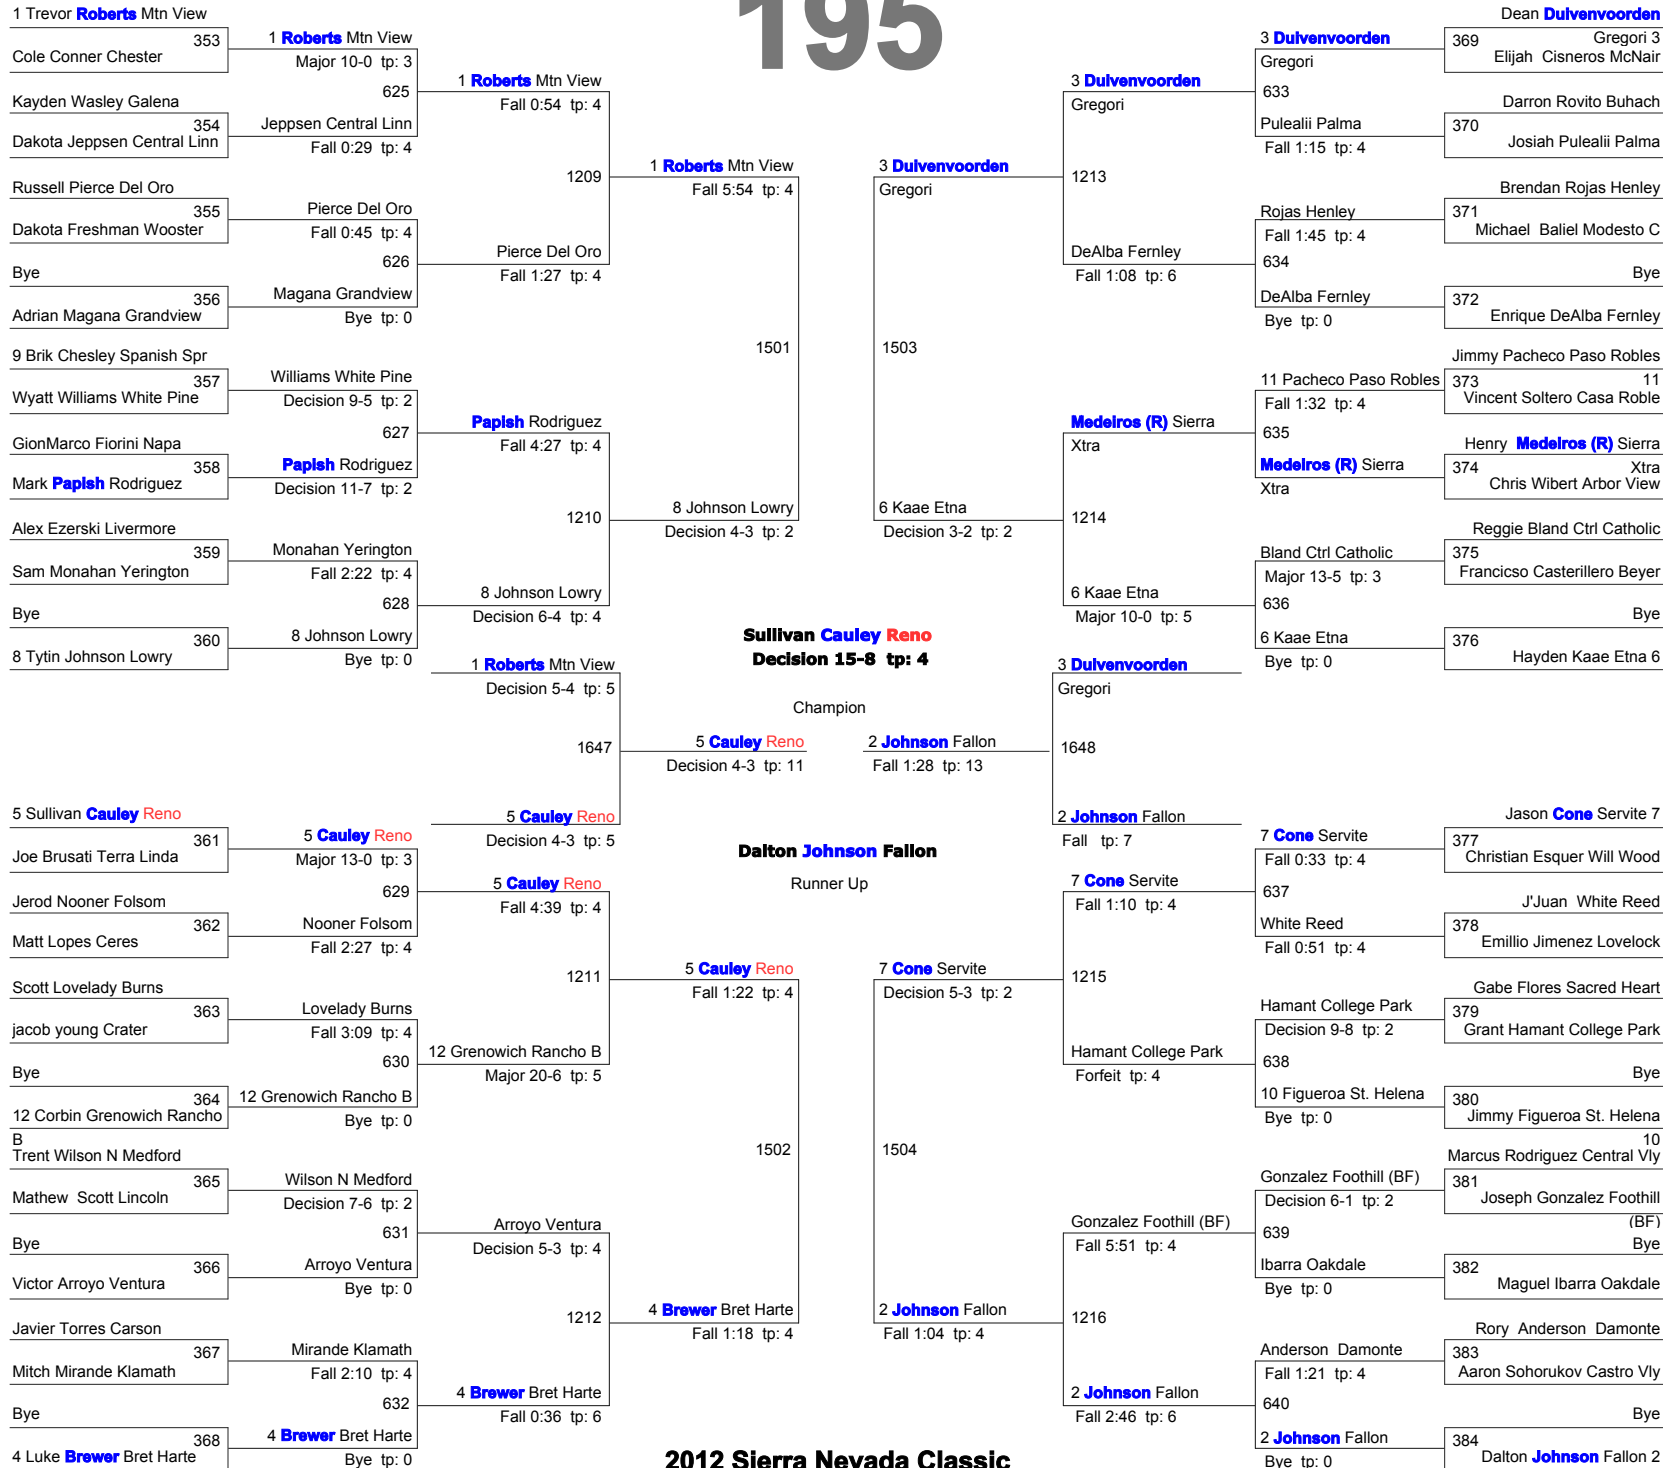 195
1 Trevor Roberts Mtn View
353
Cole Conner Chester
Kayden Wasley Galena
354
Dakota Jeppsen Central Linn
Russell Pierce Del Oro
355
Dakota Freshman Wooster
Bye
356
Adrian Magana Grandview
9 Brik Chesley Spanish Spr
357
Wyatt Williams White Pine
GionMarco Fiorini Napa
358
Mark Papish Rodriguez
Alex Ezerski Livermore
359
Sam Monahan Yerington
Bye
360
8 Tytin Johnson Lowry
5 Sullivan Cauley Reno
361
Joe Brusati Terra Linda
Jerod Nooner Folsom
362
Matt Lopes Ceres
Scott Lovelady Burns
363
jacob young Crater
Bye
364
12 Corbin Grenowich Rancho
B
Trent Wilson N Medford
365
Mathew Scott Lincoln
Bye
366
Victor Arroyo Ventura
Javier Torres Carson
367
Mitch Mirande Klamath
Bye
368
4 Luke Brewer Bret Harte
1 Roberts Mtn View
Major 10-0 tp: 3
625
Jeppsen Central Linn
Fall 0:29 tp: 4
Pierce Del Oro
Fall 0:45 tp: 4
626
Magana Grandview
Bye tp: 0
Williams White Pine
Decision 9-5 tp: 2
627
Papish Rodriguez
Decision 11-7 tp: 2
Monahan Yerington
Fall 2:22 tp: 4
628
8 Johnson Lowry
Bye tp: 0
5 Cauley Reno
Major 13-0 tp: 3
629
Nooner Folsom
Fall 2:27 tp: 4
Lovelady Burns
Fall 3:09 tp: 4
630
12 Grenowich Rancho B
Bye tp: 0
Wilson N Medford
Decision 7-6 tp: 2
631
Arroyo Ventura
Bye tp: 0
Mirande Klamath
Fall 2:10 tp: 4
632
4 Brewer Bret Harte
Bye tp: 0
1 Roberts Mtn View
Fall 0:54 tp: 4
1209
Pierce Del Oro
Fall 1:27 tp: 4
Papish Rodriguez
Fall 4:27 tp: 4
1210
8 Johnson Lowry
Decision 6-4 tp: 4
5 Cauley Reno
Fall 4:39 tp: 4
1211
12 Grenowich Rancho B
Major 20-6 tp: 5
Arroyo Ventura
Decision 5-3 tp: 4
1212
4 Brewer Bret Harte
Fall 0:36 tp: 6
1 Roberts Mtn View
Fall 5:54 tp: 4
1501
8 Johnson Lowry
Decision 4-3 tp: 2
5 Cauley Reno
Fall 1:22 tp: 4
1502
4 Brewer Bret Harte
Fall 1:18 tp: 4
1 Roberts Mtn View
Decision 5-4 tp: 5
1647
5 Cauley Reno
Decision 4-3 tp: 5
5 Cauley Reno
Decision 4-3 tp: 11
Sullivan Cauley Reno
Decision 15-8 tp: 4
Champion
2 Johnson Fallon
Fall 1:28 tp: 13
Dalton Johnson Fallon
Runner Up
3 Duivenvoorden
Gregori
1648
2 Johnson Fallon
Fall tp: 7
3 Duivenvoorden
Gregori
1503
6 Kaae Etna
Decision 3-2 tp: 2
7 Cone Servite
Decision 5-3 tp: 2
1504
2 Johnson Fallon
Fall 1:04 tp: 4
3 Duivenvoorden
Gregori
1213
DeAlba Fernley
Fall 1:08 tp: 6
Medeiros (R) Sierra
Xtra
1214
6 Kaae Etna
Major 10-0 tp: 5
7 Cone Servite
Fall 1:10 tp: 4
1215
Hamant College Park
Forfeit tp: 4
Gonzalez Foothill (BF)
Fall 5:51 tp: 4
1216
2 Johnson Fallon
Fall 2:46 tp: 6
3 Duivenvoorden
Gregori
633
Pulealii Palma
Fall 1:15 tp: 4
Rojas Henley
Fall 1:45 tp: 4
634
DeAlba Fernley
Bye tp: 0
11 Pacheco Paso Robles
Fall 1:32 tp: 4
635
Medeiros (R) Sierra
Xtra
Bland Ctrl Catholic
Major 13-5 tp: 3
636
6 Kaae Etna
Bye tp: 0
7 Cone Servite
Fall 0:33 tp: 4
637
White Reed
Fall 0:51 tp: 4
Hamant College Park
Decision 9-8 tp: 2
638
10 Figueroa St. Helena
Bye tp: 0
Gonzalez Foothill (BF)
Decision 6-1 tp: 2
639
Ibarra Oakdale
Bye tp: 0
Anderson Damonte
Fall 1:21 tp: 4
640
2 Johnson Fallon
Bye tp: 0
Dean Duivenvoorden
369 Gregori 3
Elijah Cisneros McNair
Darron Rovito Buhach
370
Josiah Pulealii Palma
Brendan Rojas Henley
371
Michael Baliel Modesto C
Bye
372
Enrique DeAlba Fernley
Jimmy Pacheco Paso Robles
373 11
Vincent Soltero Casa Roble
Henry Medeiros (R) Sierra
374 Xtra
Chris Wibert Arbor View
Reggie Bland Ctrl Catholic
375
Francicso Casterillero Beyer
Bye
376
Hayden Kaae Etna 6
Jason Cone Servite 7
377
Christian Esquer Will Wood
J'Juan White Reed
378
Emillio Jimenez Lovelock
Gabe Flores Sacred Heart
379
Grant Hamant College Park
Bye
380
Jimmy Figueroa St. Helena
10
Marcus Rodriguez Central Vly
381
Joseph Gonzalez Foothill
(BF)
Bye
382
Maguel Ibarra Oakdale
Rory Anderson Damonte
383
Aaron Sohorukov Castro Vly
Bye
384
Dalton Johnson Fallon 2
2012 Sierra Nevada Classic